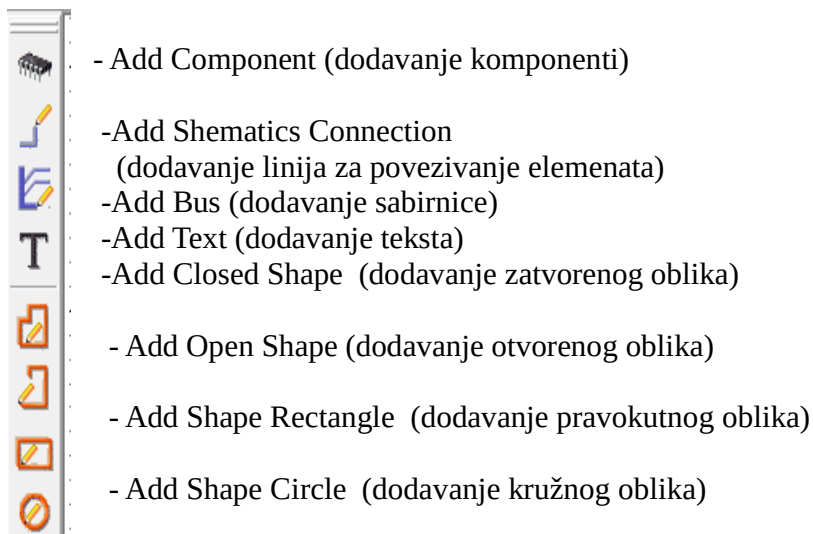 - Add Component (dodavanje komponenti)
-Add Shematics Connection
(dodavanje linija za povezivanje elemenata)
-Add Bus (dodavanje sabirnice)
-Add Text (dodavanje teksta)
-Add Closed Shape  (dodavanje zatvorenog oblika)
- Add Open Shape (dodavanje otvorenog oblika)
- Add Shape Rectangle  (dodavanje pravokutnog oblika)
- Add Shape Circle  (dodavanje kružnog oblika)